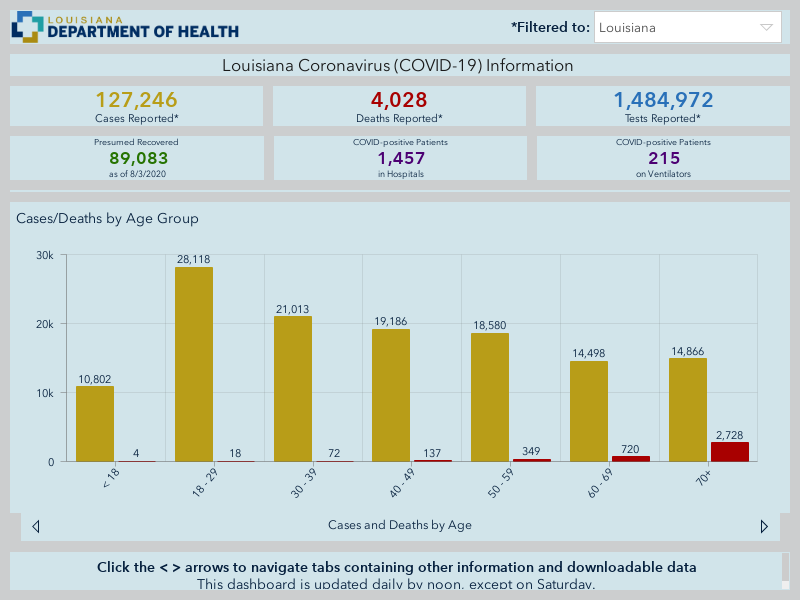 LOUISIANA
DEPARTMENT OF HEALTH
*Filtered to: Louisiana
Louisiana Coronavirus (COVID-19) Information
127,246
Cases Reported*
4,028
Deaths Reported*
1,484,972
Tests Reported*
Presumed Recovered
89,083
as of 8/3/2020
COVID-positive Patients
1,457
in Hospitals
COVID-positive Patients
215
on Ventilators
Cases/Deaths by Age Group
30k
20k
10k
0
10,802
4
28,118
18
21,013
72
19,186
137
18,580
349
14,498
720
14,866
2,728
< 18
18 - 29
30 - 39
40 - 49
50 - 59
60 - 69
70+
Cases and Deaths by Age
Click the < > arrows to navigate tabs containing other information and downloadable data
This dashboard is updated daily by noon, except on Saturday.